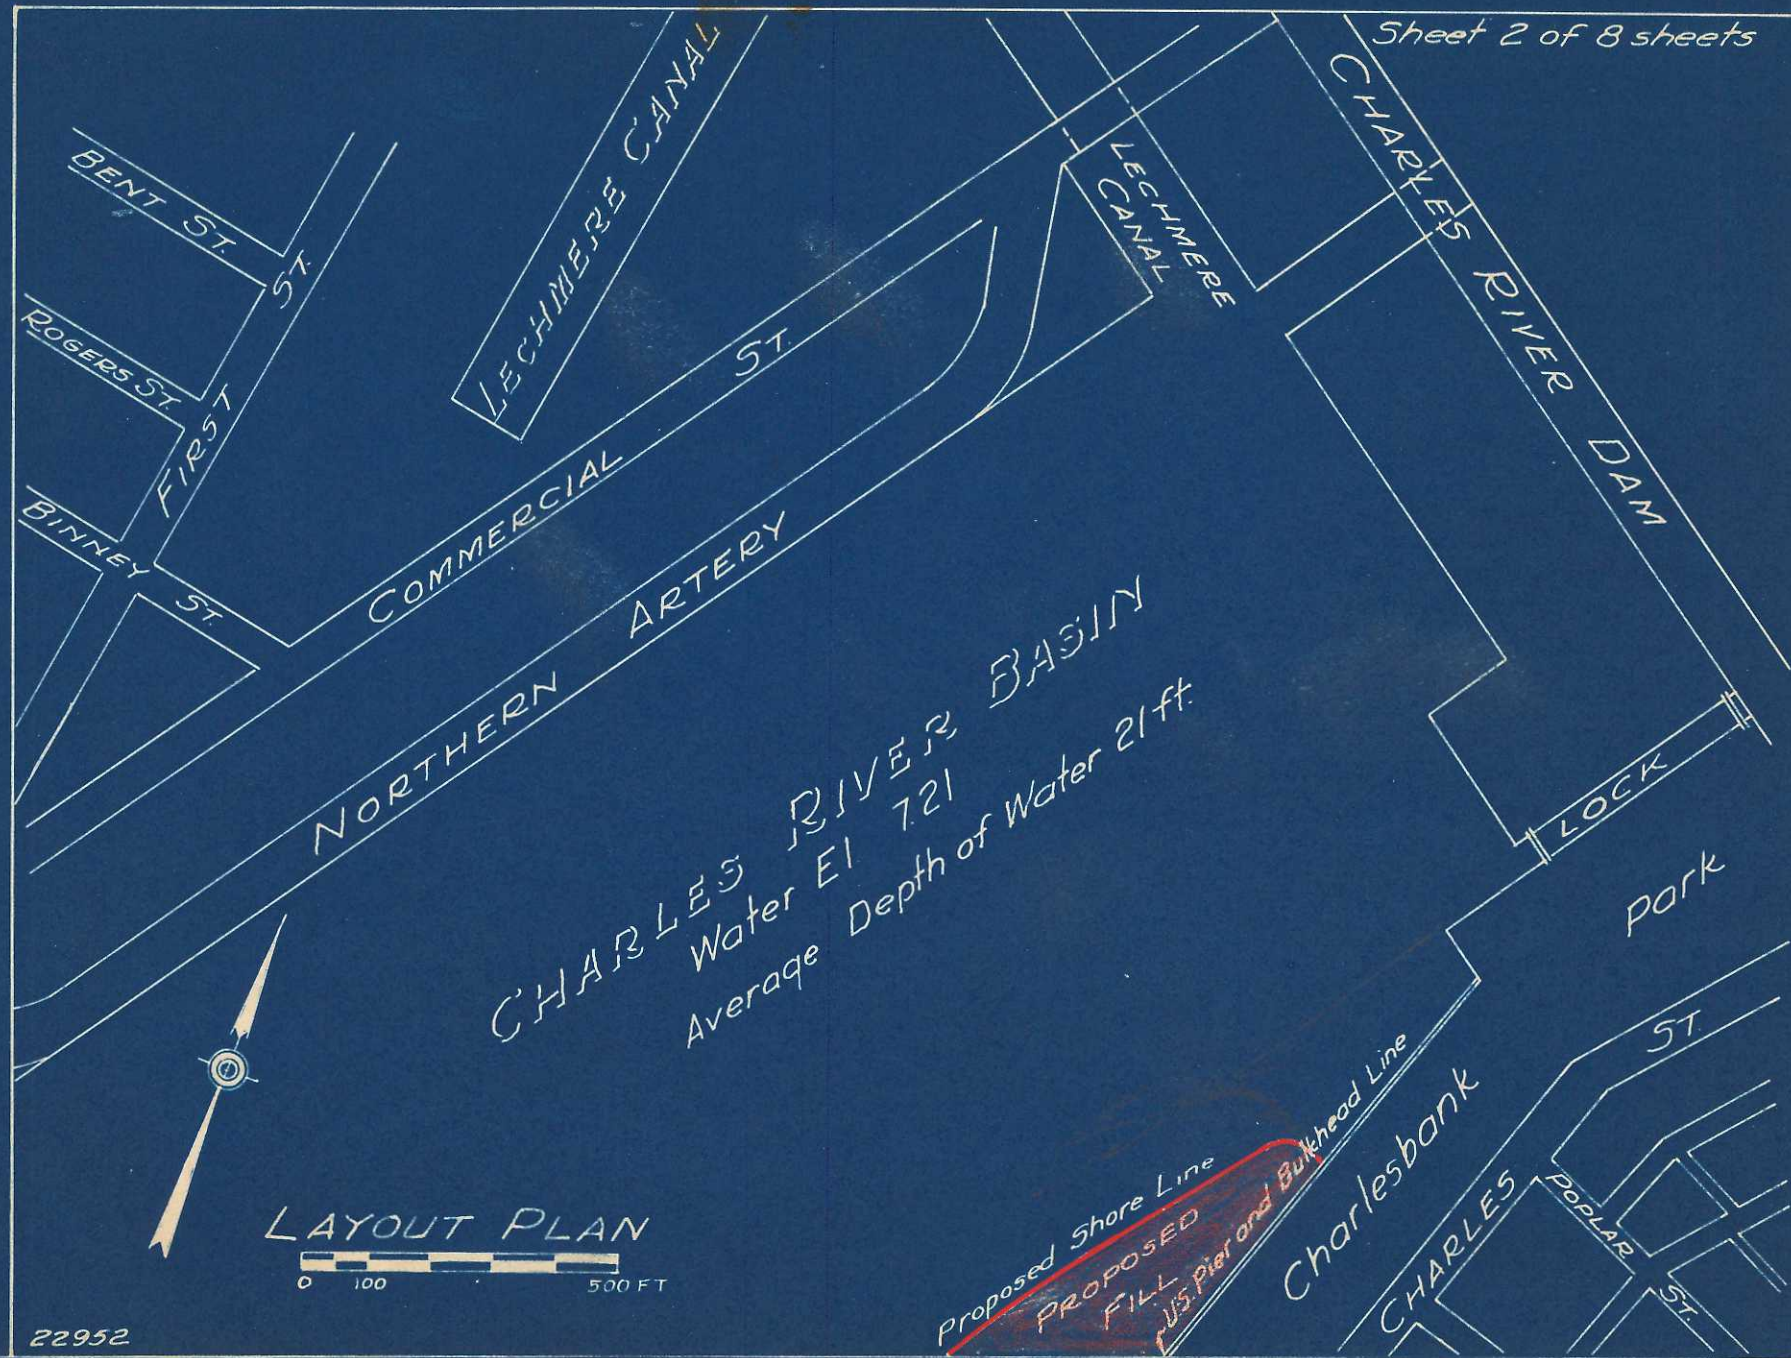 Sheet 2 of 8 sheets
BENT ST.
ROGERS ST.
FIRST ST.
BINNEY ST.
LECHMERE CANAL
COMMERCIAL ST.
NORTHERN ARTERY
LECHMERE
CANAL
CHARLES RIVER DAM
CHARLES RIVER BASIN
Water El 7.21
Average Depth of Water 21 ft.
LOCK
Park
Charlesbank
CHARLES ST.
POPLAR ST.
Proposed Shore Line
PROPOSED
FILL
U.S. Pier and Bulkhead Line
LAYOUT PLAN
0 100 500 FT
22952